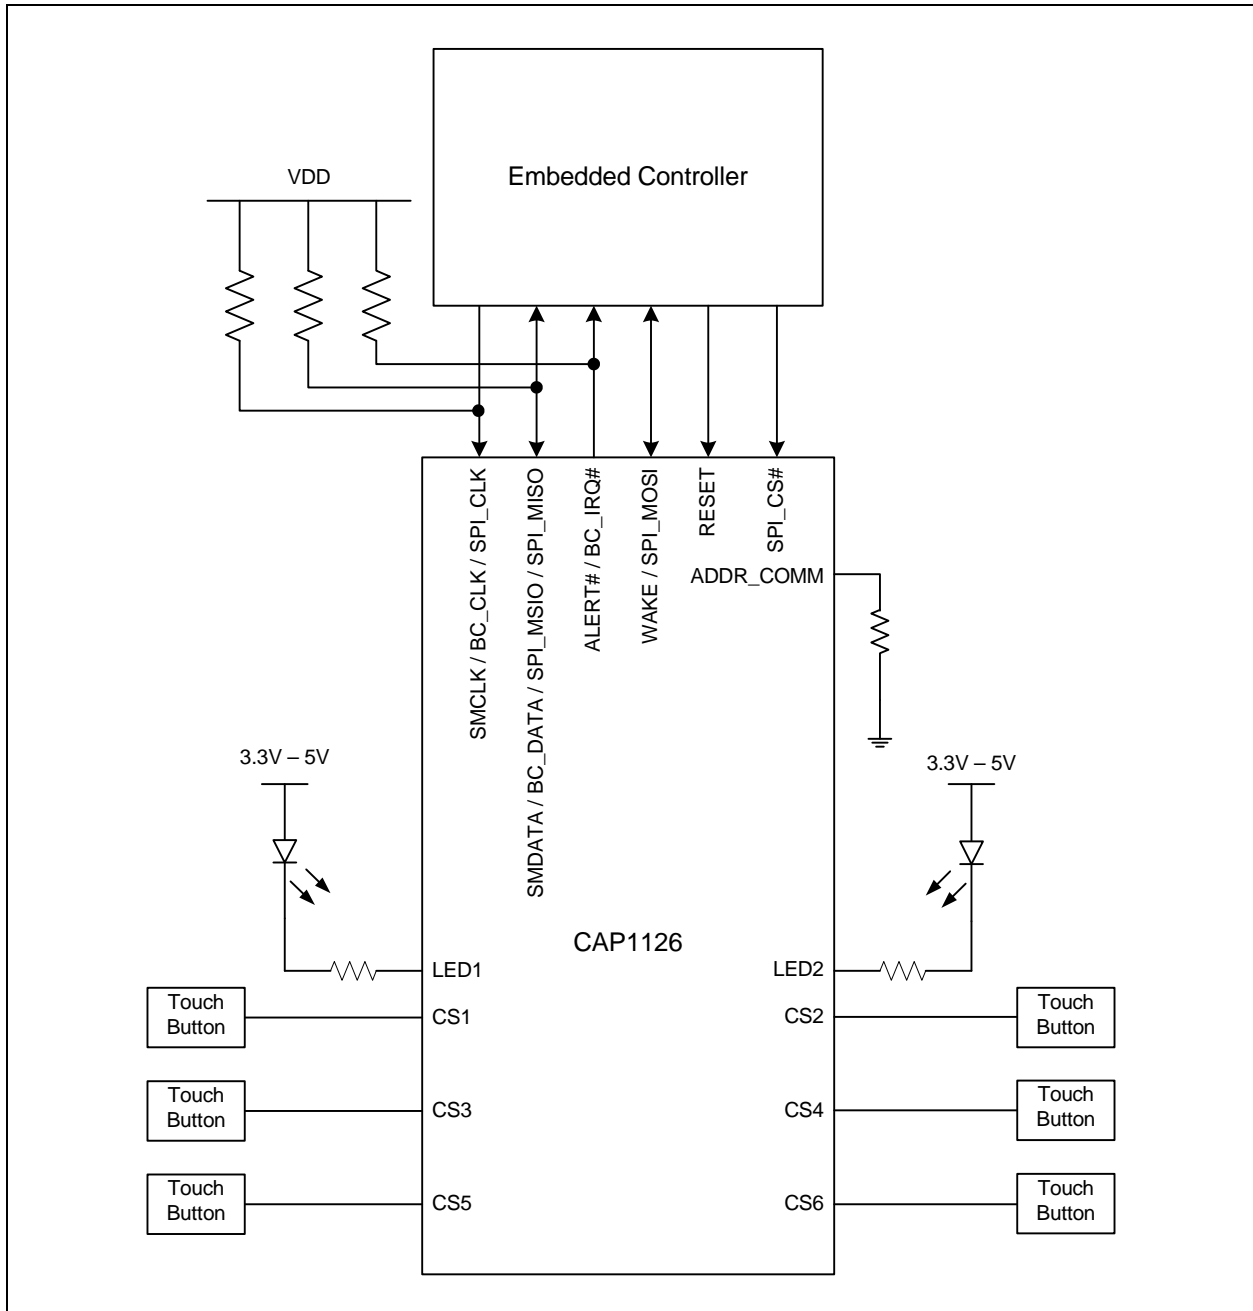 Embedded Controller
VDD
SMCLK / BC_CLK / SPI_CLK
SMDATA / BC_DATA / SPI_MSIO / SPI_MISO
ALERT# / BC_IRQ#
WAKE / SPI_MOSI
RESET
SPI_CS#
ADDR_COMM
3.3V – 5V
3.3V – 5V
CAP1126
LED1
LED2
Touch
Button
CS1
CS2
Touch
Button
Touch
Button
CS3
CS4
Touch
Button
Touch
Button
CS5
CS6
Touch
Button